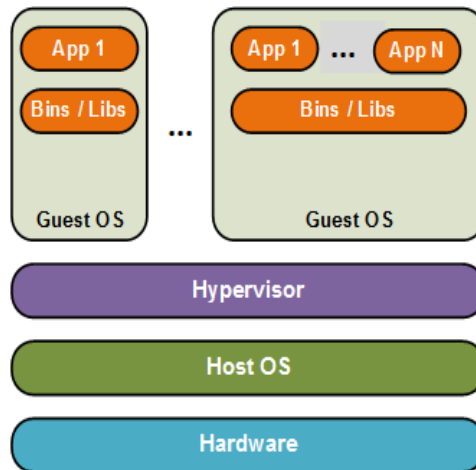 App 1
Bins / Libs
Guest OS
...
App 1 ... App N
Bins / Libs
Guest OS
Hypervisor
Host OS
Hardware